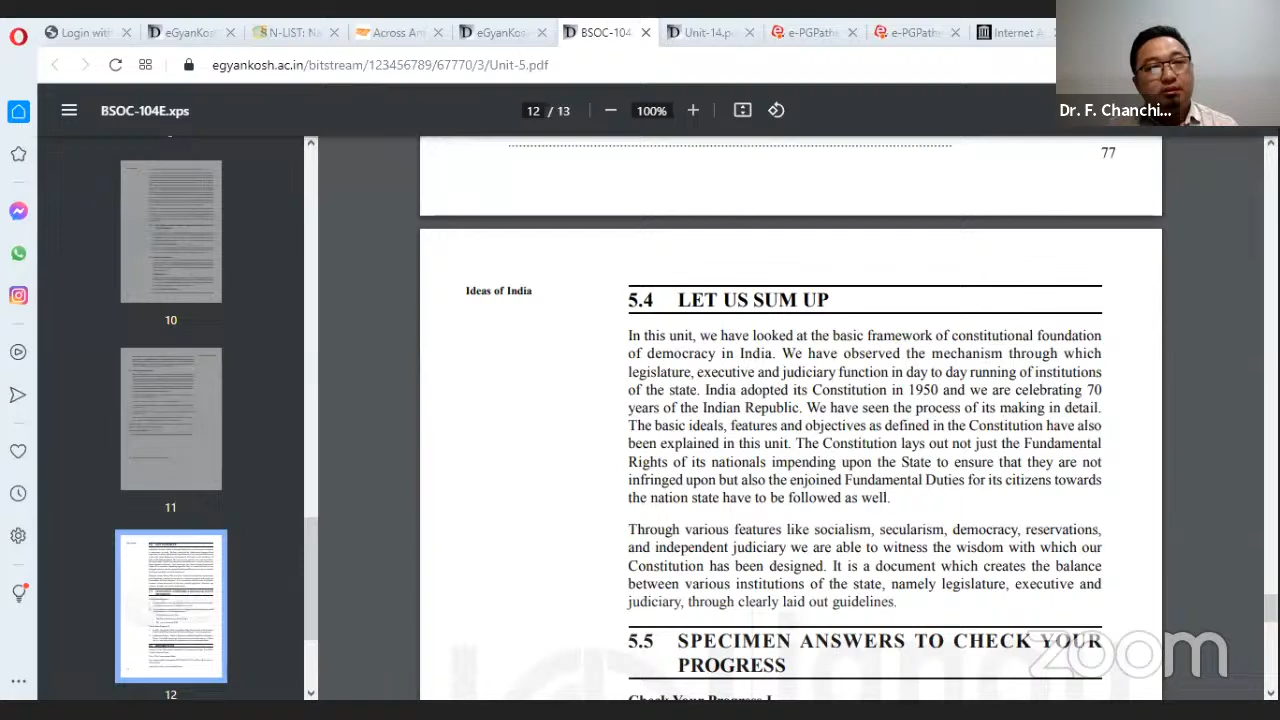 Login with
eGyanKos
N-LIST: Na
Across Am
eGyanKos
BSOC-104
Unit-14.p
e-PGPath
e-PGPath
Internet A
egyankosh.ac.in/bitstream/123456789/67770/3/Unit-5.pdf
BSOC-104E.xps
12 / 13
100%
Dr. F. Chanchi...
77
10
11
12
Ideas of India
5.4 LET US SUM UP
In this unit, we have looked at the basic framework of constitutional foundation
of democracy in India. We have observed the mechanism through which
legislature, executive and judiciary function in day to day running of institutions
of the state. India adopted its Constitution in 1950 and we are celebrating 70
years of the Indian Republic. We have seen the process of its making in detail.
The basic ideals, features and objectives as defined in the Constitution have also
been explained in this unit. The Constitution lays out not just the Fundamental
Rights of its nationals impending upon the State to ensure that they are not
infringed upon but also the enjoined Fundamental Duties for its citizens towards
the nation state have to be followed as well.
Through various features like socialism, secularism, democracy, reservations,
and independent judiciary we are able to witness the wisdom with which our
Constitution has been designed. It is a document which creates the balance
between various institutions of the state, namely legislature, executive and
judiciary, through clearly laid out guidelines.
5.5 SPECIMEN ANSWERS TO CHECK YOUR
PROGRESS
Check Your Progress I
zoom